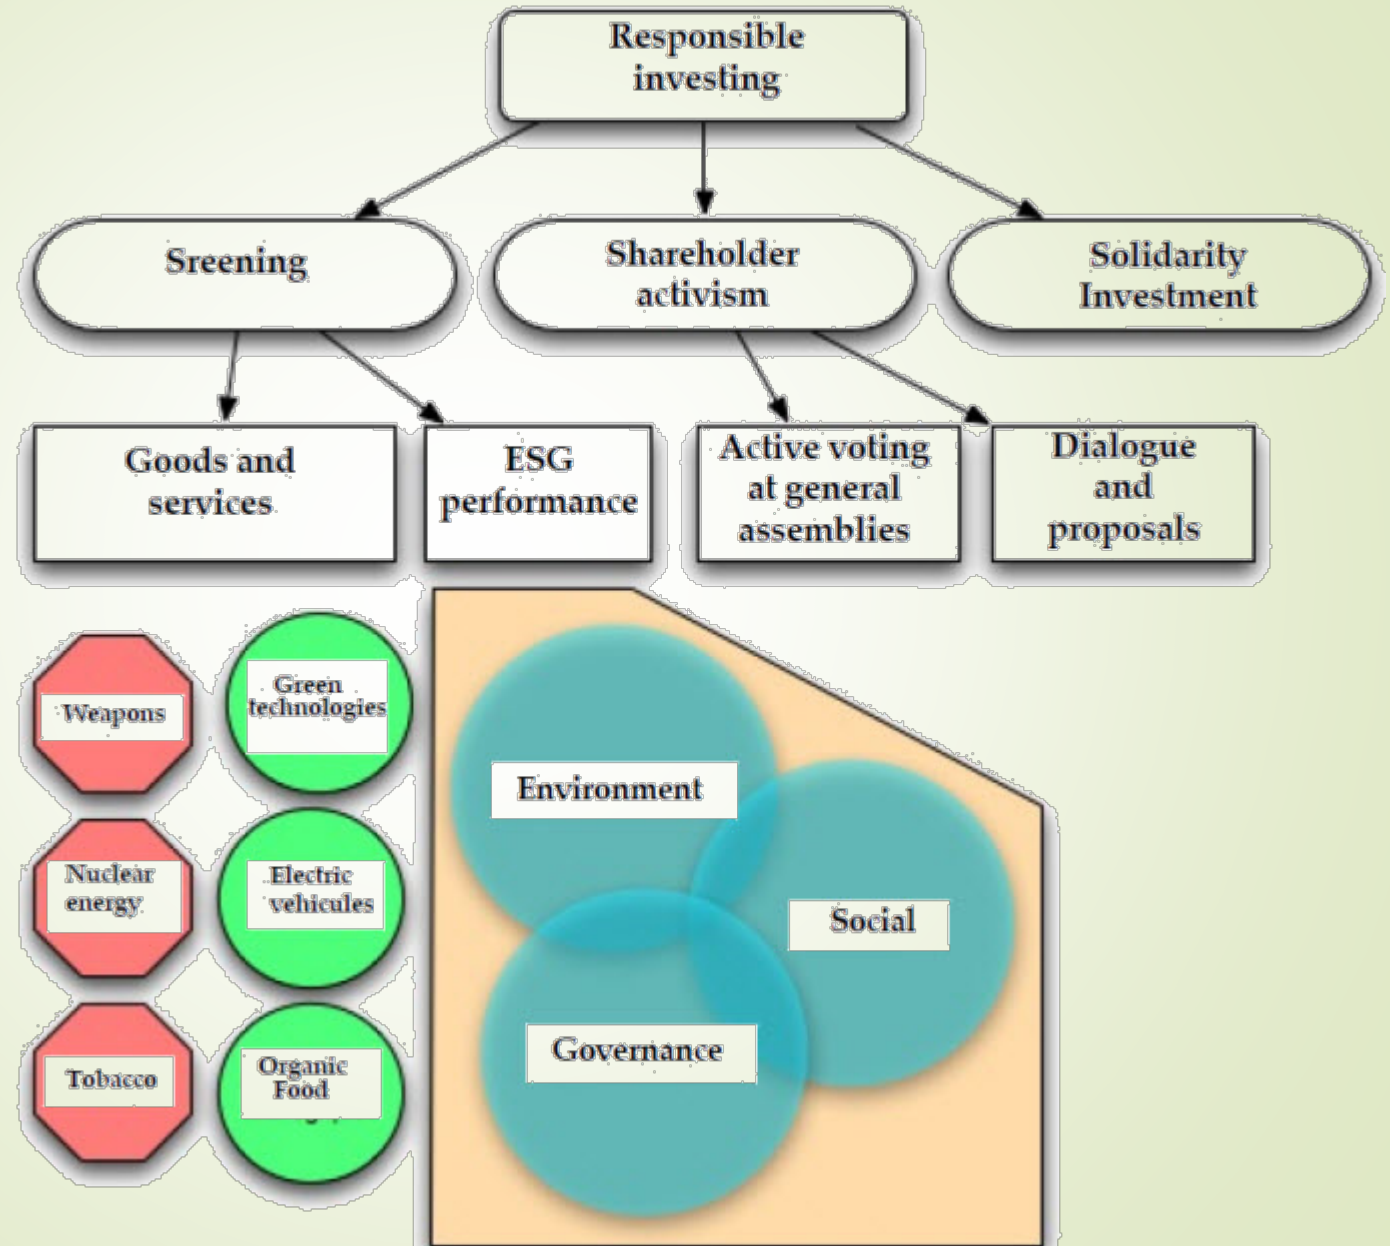 Responsible
investing
Sreening
Shareholder
activism
Solidarity
Investment
Goods and
services
ESG
performance
Active voting
at general
assemblies
Dialogue
and
proposals
Weapons
Green
technologies
Environment
Nuclear
energy
Electric
vehicules
Social
Governance
Tobacco
Organic
Food